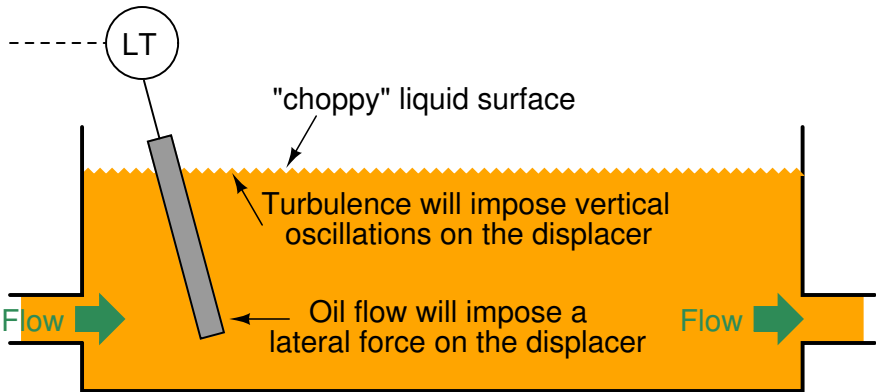 LT
"choppy" liquid surface
Turbulence will impose vertical
oscillations on the displacer
Oil flow will impose a
lateral force on the displacer
Flow
Flow